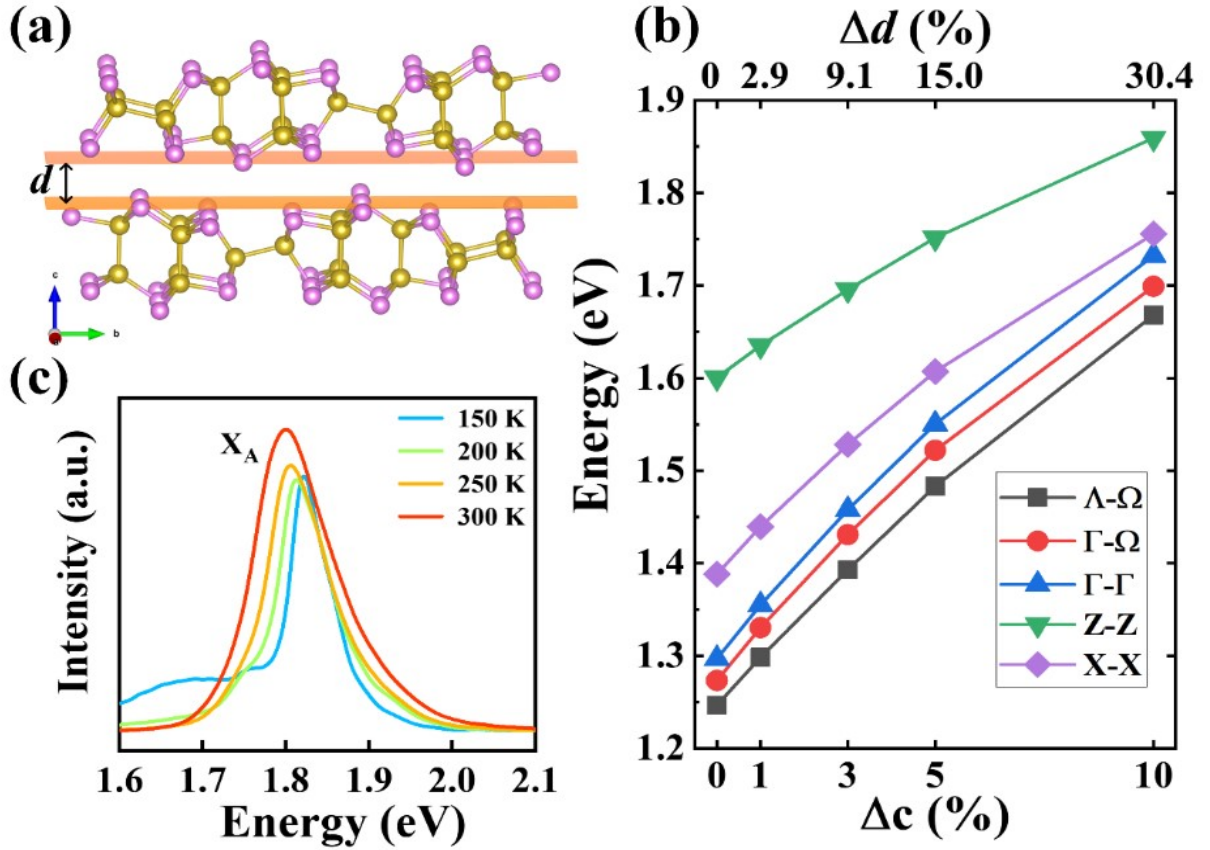 (a)
d
c
b
(b)
Δd (%)
0 2.9 9.1 15.0 30.4
1.9
1.8
1.7
1.6
1.5
1.4
1.3
1.2
Energy (eV)
Λ-Ω
Γ-Ω
Γ-Γ
Z-Z
X-X
0 1 3 5 10
Δc (%)
(c)
Intensity (a.u.)
X_A
150 K
200 K
250 K
300 K
1.6 1.7 1.8 1.9 2.0 2.1
Energy (eV)